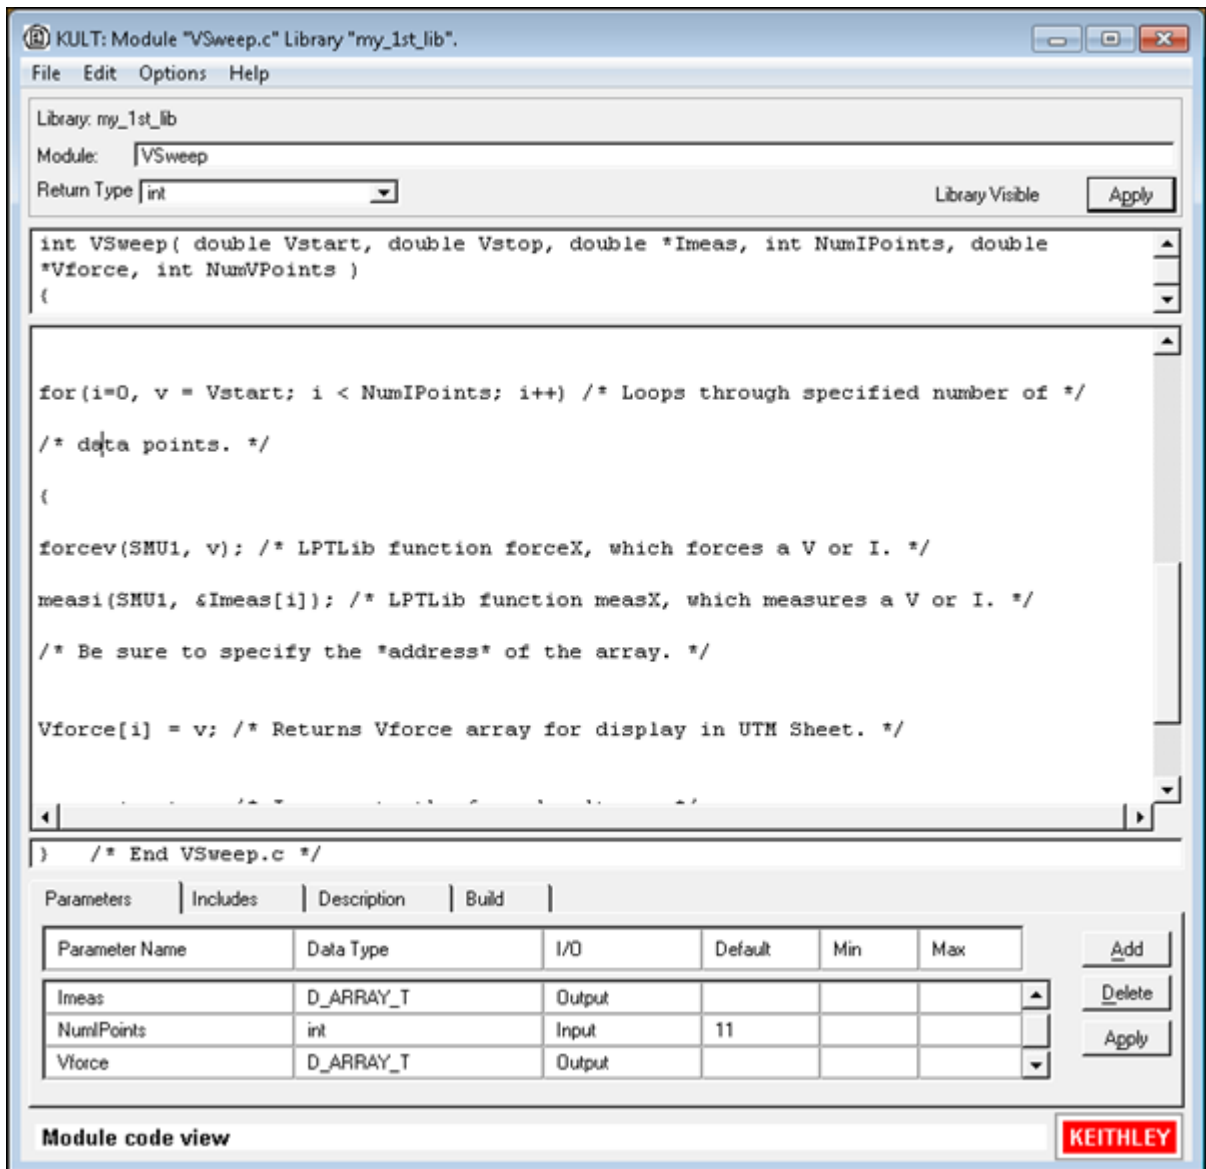 KULT: Module "VSweep.c" Library "my_1st_lib".
File Edit Options Help
Library: my_1st_lib
Module: VSweep
Return Type int Library Visible Apply
int VSweep( double Vstart, double Vstop, double *Imeas, int NumIPoints, double
*Vforce, int NumVPoints )
{
for(i=0, v = Vstart; i < NumIPoints; i++) /* Loops through specified number of */
/* data points. */
{
forcev(SMU1, v); /* LPTLib function forceX, which forces a V or I. */
measi(SMU1, &Imeas[i]); /* LPTLib function measX, which measures a V or I. */
/* Be sure to specify the *address* of the array. */
Vforce[i] = v; /* Returns Vforce array for display in UTM Sheet. */
} /* End VSweep.c */
Parameters Includes Description Build
Parameter Name Data Type I/O Default Min Max Add
Imeas D_ARRAY_T Output Delete
NumIPoints int Input 11
Apply
Vforce D_ARRAY_T Output
Module code view KEITHLEY